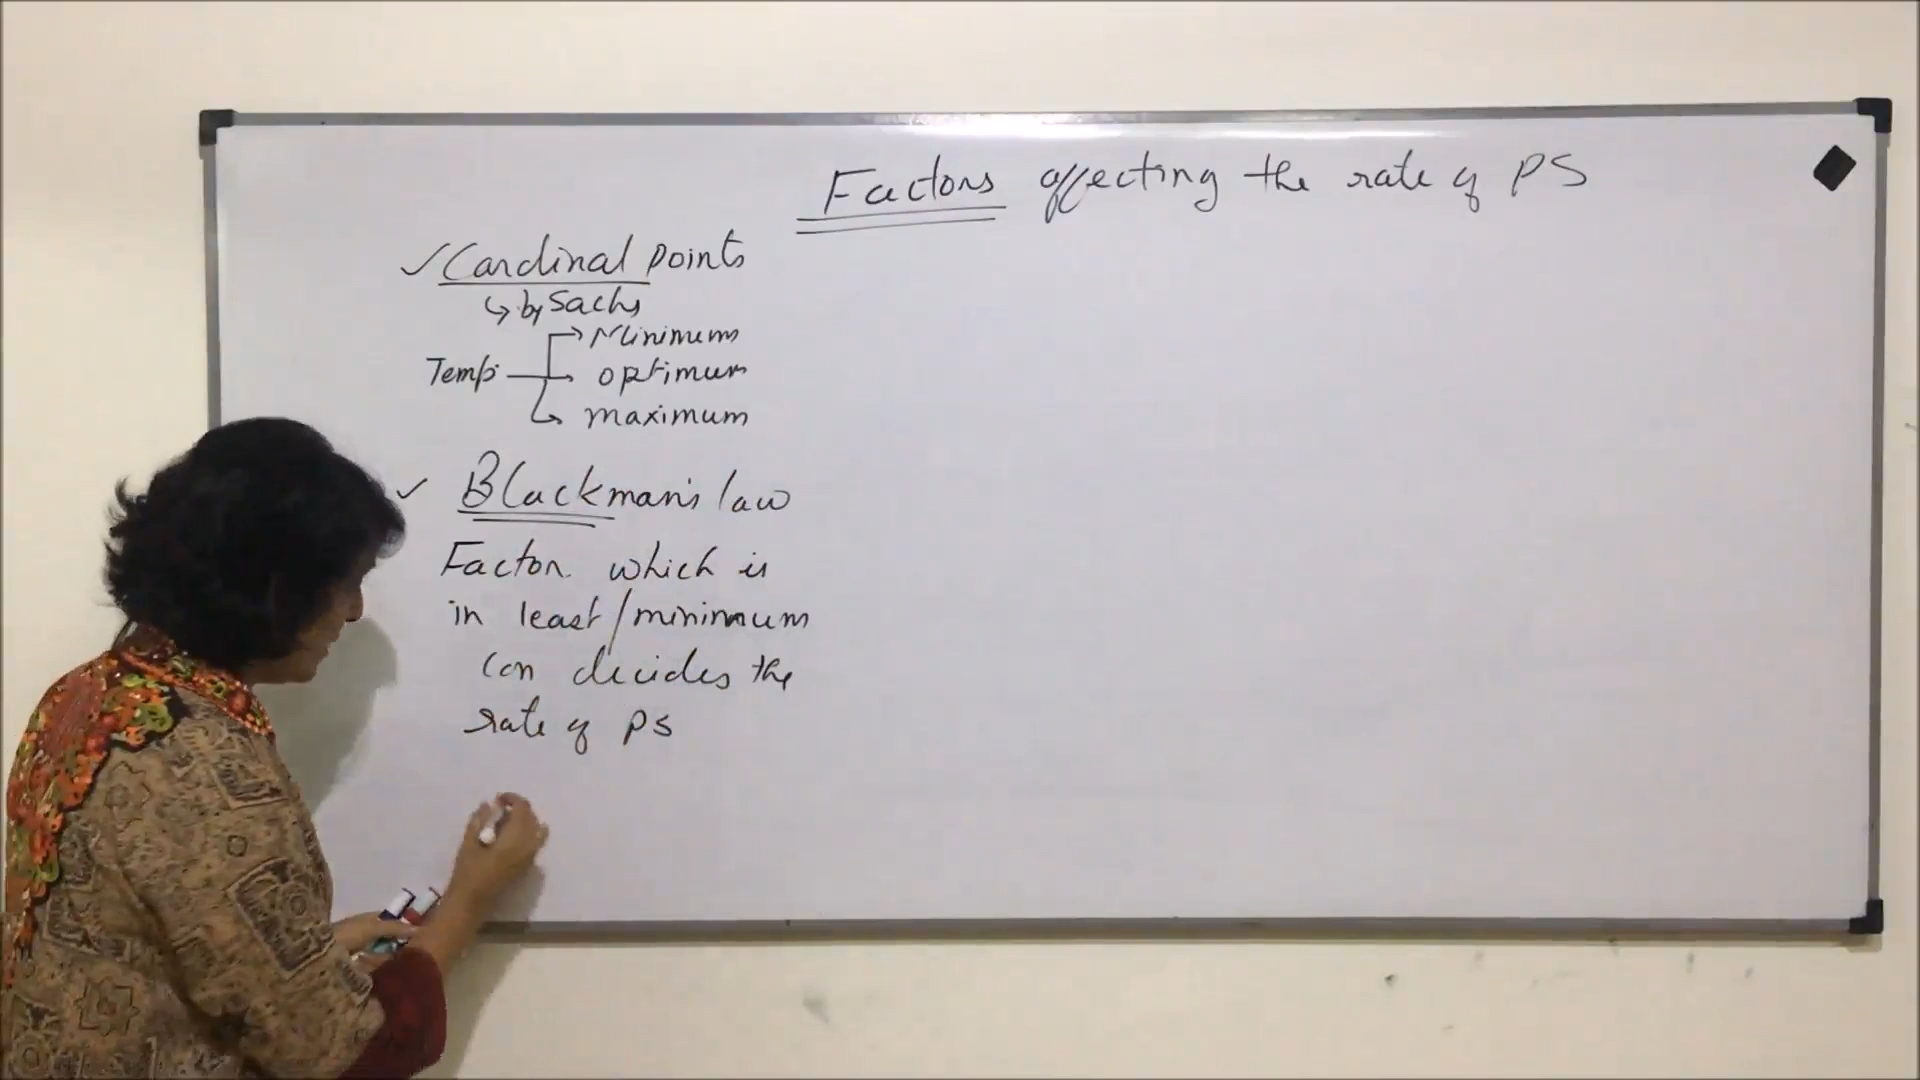 Factors affecting the rate of PS
✓ Cardinal points
↳ by Sachs
Temp. → Minimum
→ optimum
→ maximum
✓ Blackman's law
Factor which is
in least/minimum
con decides the
rate of PS